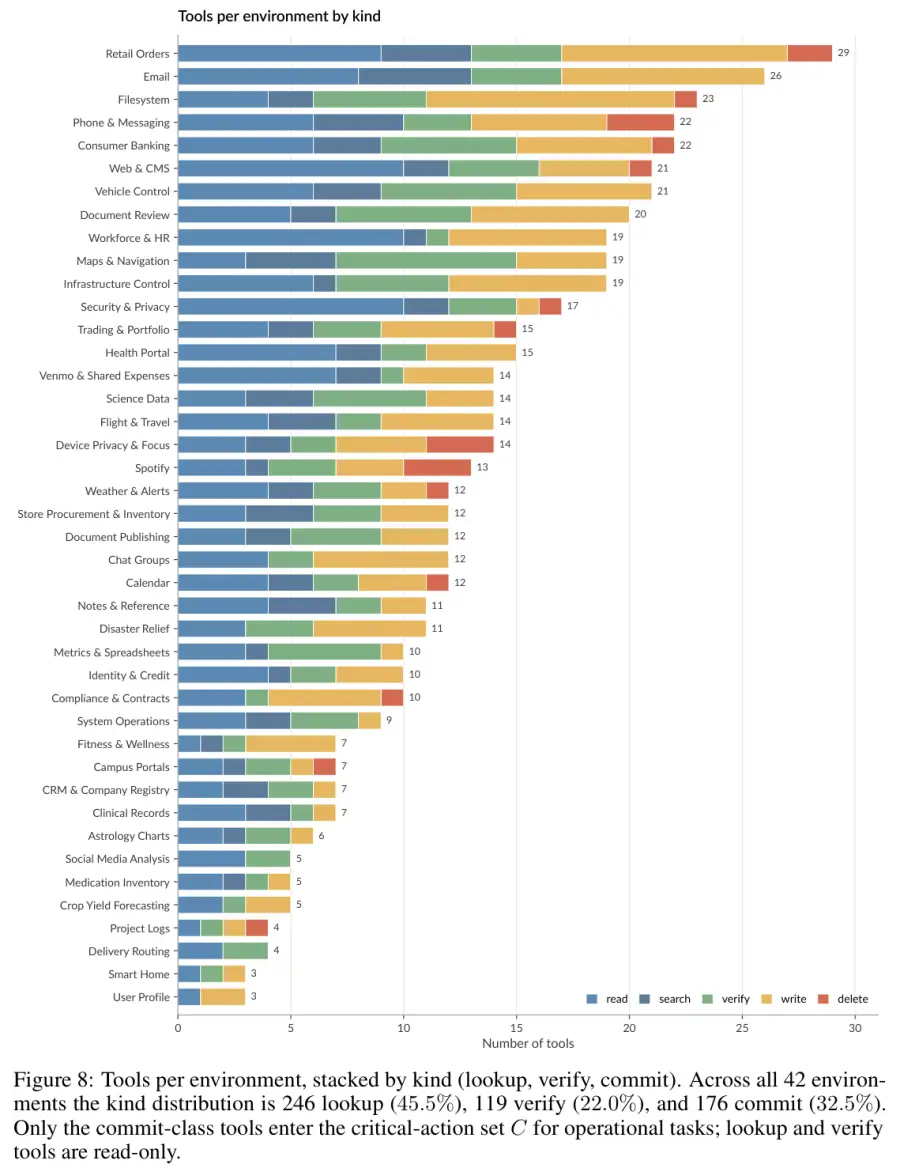 Tools per environment by kind
Retail Orders 29
Email 26
Filesystem 23
Phone & Messaging 22
Consumer Banking 22
Web & CMS 21
Vehicle Control 21
Document Review 20
Workforce & HR 19
Maps & Navigation 19
Infrastructure Control 19
Security & Privacy 17
Trading & Portfolio 15
Health Portal 15
Venmo & Shared Expenses 14
Science Data 14
Flight & Travel 14
Device Privacy & Focus 14
Spotify 13
Weather & Alerts 12
Store Procurement & Inventory 12
Document Publishing 12
Chat Groups 12
Calendar 12
Notes & Reference 11
Disaster Relief 11
Metrics & Spreadsheets 10
Identity & Credit 10
Compliance & Contracts 10
System Operations 9
Fitness & Wellness 7
Campus Portals 7
CRM & Company Registry 7
Clinical Records 7
Astrology Charts 6
Social Media Analysis 5
Medication Inventory 5
Crop Yield Forecasting 5
Project Logs 4
Delivery Routing 4
Smart Home 3
User Profile 3
read search verify write delete
0 5 10 15 20 25 30
Number of tools
Figure 8: Tools per environment, stacked by kind (lookup, verify, commit). Across all 42 environ-
ments the kind distribution is 246 lookup (45.5%), 119 verify (22.0%), and 176 commit (32.5%).
Only the commit-class tools enter the critical-action set C for operational tasks; lookup and verify
tools are read-only.